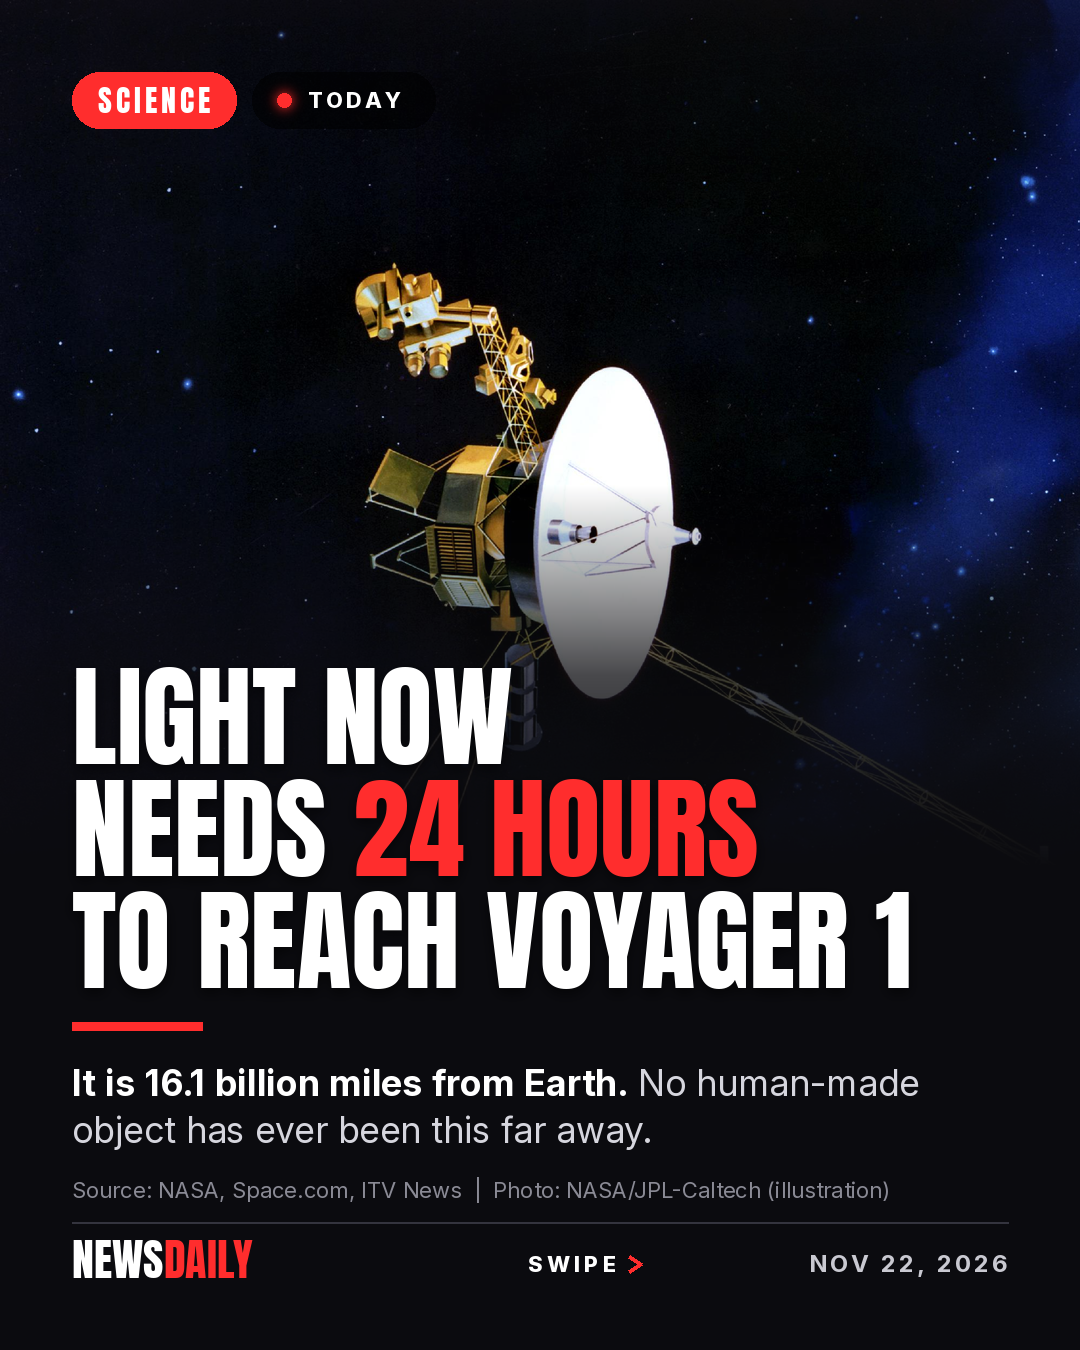 SCIENCE
TODAY
LIGHT NOW
NEEDS 24 HOURS
TO REACH VOYAGER 1
It is 16.1 billion miles from Earth. No human-made
object has ever been this far away.
Source: NASA, Space.com, ITV News | Photo: NASA/JPL-Caltech (illustration)
NEWSDAILY
SWIPE >
NOV 22, 2026